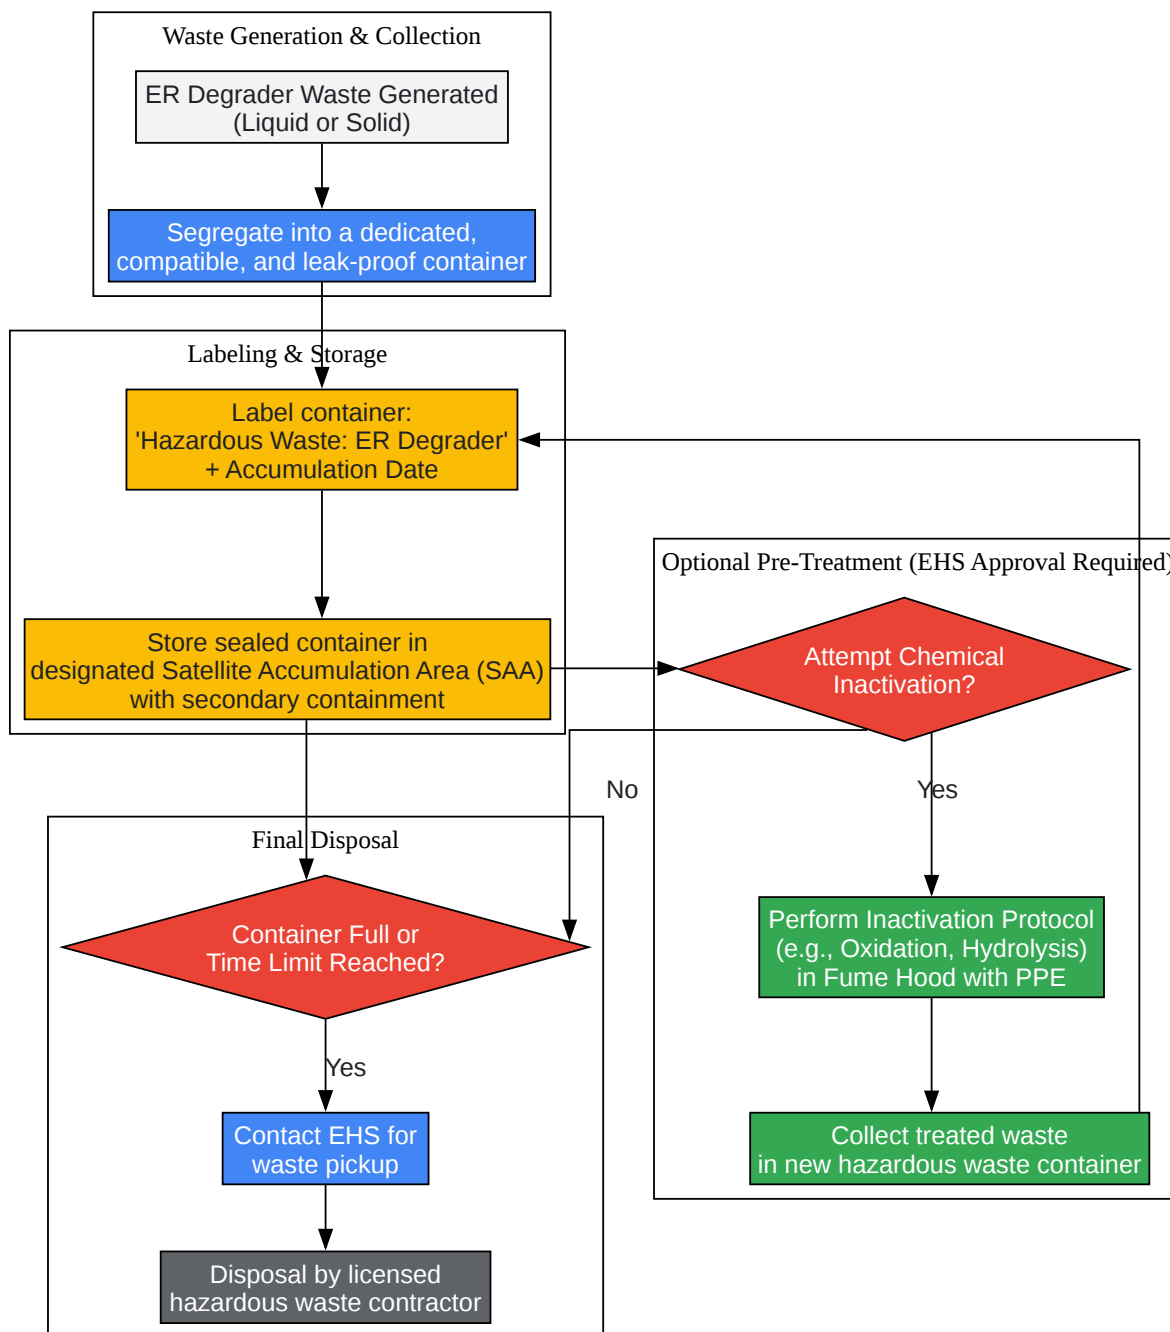 Waste Generation & Collection
ER Degrader Waste Generated
(Liquid or Solid)
Segregate into a dedicated,
compatible, and leak-proof container
Labeling & Storage
Label container:
'Hazardous Waste: ER Degrader'
+ Accumulation Date
Store sealed container in
designated Satellite Accumulation Area (SAA)
with secondary containment
Optional Pre-Treatment (EHS Approval Required)
Attempt Chemical
Inactivation?
No
Yes
Perform Inactivation Protocol
(e.g., Oxidation, Hydrolysis)
in Fume Hood with PPE
Collect treated waste
in new hazardous waste container
Final Disposal
Container Full or
Time Limit Reached?
Yes
Contact EHS for
waste pickup
Disposal by licensed
hazardous waste contractor